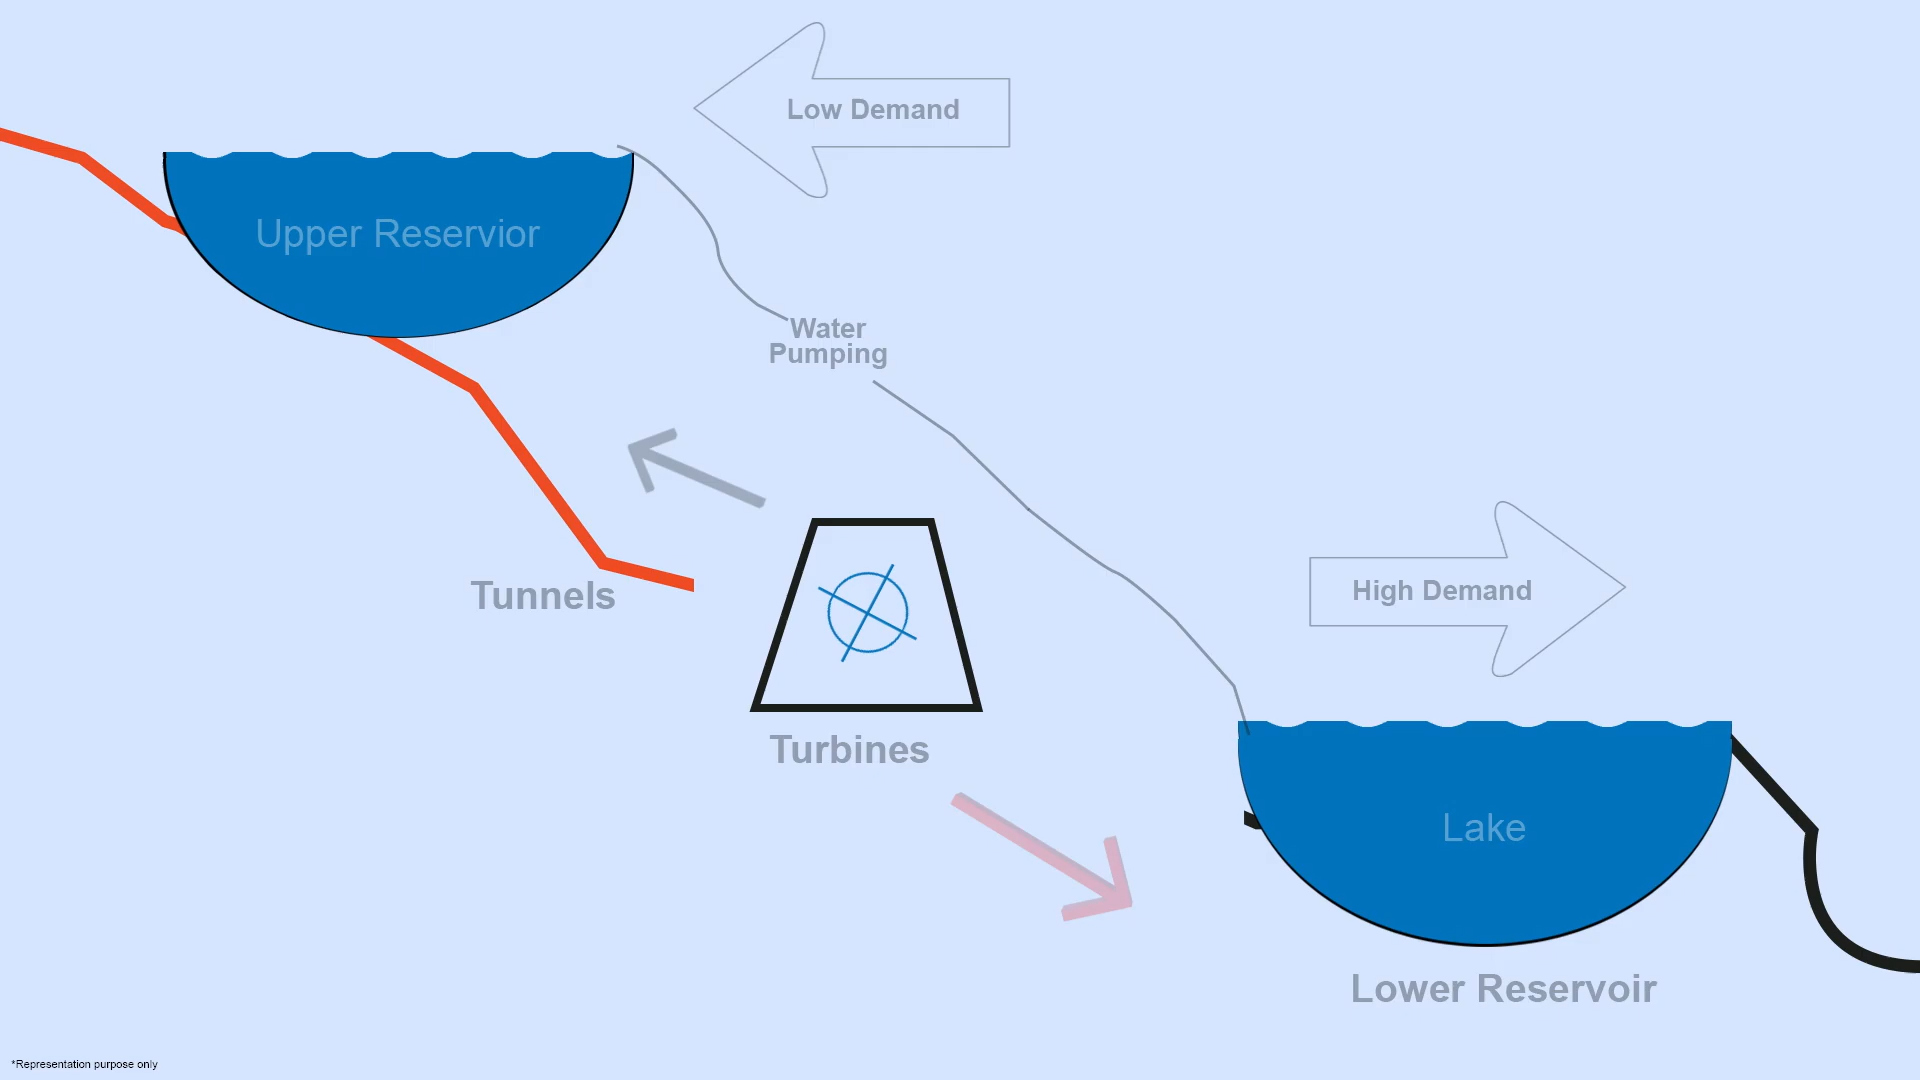 Low Demand
Upper Reservior
Water
Pumping
High Demand
Tunnels
Turbines
Lake
Lower Reservoir
*Representation purpose only